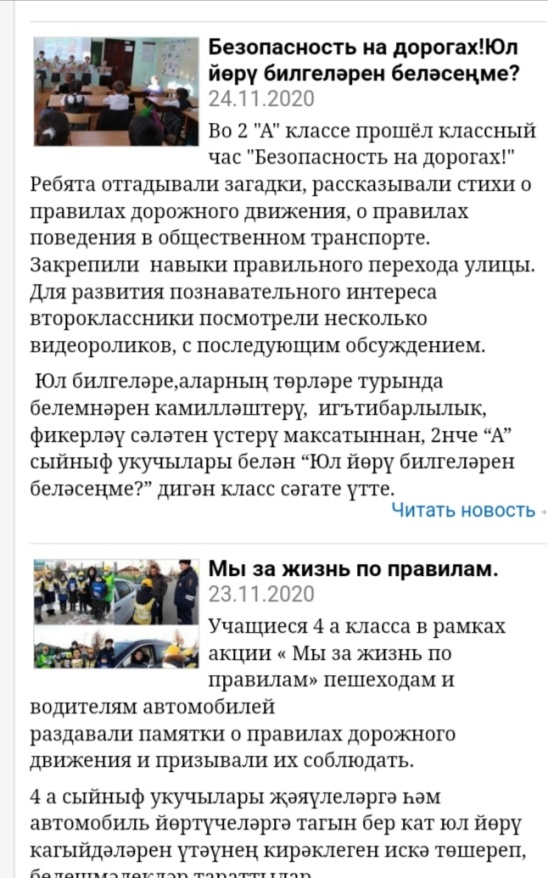 Безопасность на дорогах!Юл
йөрү билгеләрен беләсеңме?
24.11.2020
Во 2 "А" классе прошёл классный
час "Безопасность на дорогах!"
Ребята отгадывали загадки, рассказывали стихи о
правилах дорожного движения, о правилах
поведения в общественном транспорте.
Закрепили  навыки правильного перехода улицы.
Для развития познавательного интереса
второклассники посмотрели несколько
видеороликов, с последующим обсуждением.
Юл билгеләре,аларның төрләре турында
белемнәрен камилләштерү,  игътибарлылык,
фикерләү сәләтен үстерү максатыннан, 2нче “А”
сыйныф укучылары белән “Юл йөрү билгеләрен
беләсеңме?” дигән класс сәгате үтте.
Читать новость
Мы за жизнь по правилам.
23.11.2020
Учащиеся 4 а класса в рамках
акции « Мы за жизнь по
правилам» пешеходам и
водителям автомобилей
раздавали памятки о правилах дорожного
движения и призывали их соблюдать.
4 а сыйныф укучылары җәяүлеләргә һәм
автомобиль йөртүчеләргә тагын бер кат юл йөрү
кагыйдәләрен үтәүнең кирәклеген искә төшереп,
белешмәлекләр тараттылар.